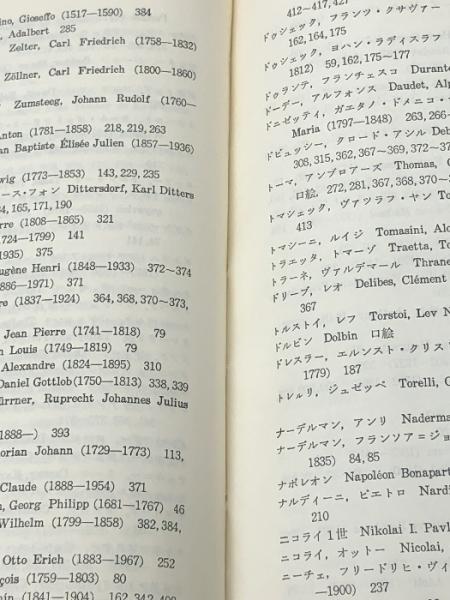 ino, Gioseffo (1517—1590) 384
, Adalbert 285
Zelter, Carl Friedrich (1758—1832)
Zöllner, Carl Friedrich (1800—1860)
Zumsteeg, Johann Rudolf (1760—
nton (1781—1858) 218, 219, 263
an Baptiste Élisée Julien (1857—1936)
wig (1773—1853) 143, 229, 235
ース・フォン Dittersdorf, Karl Ditters
4, 165, 171, 190
rre (1808—1865) 321
724—1799) 141
1935) 375
ugène Henri (1848—1933) 372~374
886—1971) 371
re (1837—1924) 364, 368, 370~373,
Jean Pierre (1741—1818) 79
n Louis (1749—1819) 79
Alexandre (1824—1895) 310
Daniel Gottlob (1750—1813) 338, 339
ürrner, Ruprecht Johannes Julius
1888—) 393
orian Johann (1729—1773) 113,
Claude (1888—1954) 371
n, Georg Philipp (1681—1767) 46
Wilhelm (1799—1858) 382, 384,
Otto Erich (1883—1967) 252
çois (1759—1803) 80
412~417, 427
ドゥシェック, フランツ・クサヴァー
162, 164, 175
ドゥシェック, ヨハン・ラディスラフ
1812) 59, 162, 175~177
ドゥランテ, フランチェスコ Durante
ドーデー, アルフォンス Daudet, Alp
ドニゼッティ, ガエタノ・ドメニコ・
Maria (1797—1848) 263, 266~
ドビュッシー, クロード・アシル Deb
308, 315, 362, 367~369, 372~37
トーマ, アンブロアーズ Thomas, C
口絵, 272, 281, 367, 368, 370~3
トマシェック, ヴァツラフ・ヤン To
413
トマシーニ, ルイジ Tomasini, Alo
トラエッタ, トマーゾ Traetta, To
トラーネ, ヴァルデマール Thrane
ドリーブ, レオ Delibes, Clément
367
トルストイ, レフ Torstoi, Lev N
ドルビン Dolbin 口絵
ドレスラー, エルンスト・クリス
1779) 187
トレルリ, ジュゼッペ Torelli, G
ナーデルマン, アンリ Naderma
ナーデルマン, フランソア=ジョ
1835) 84, 85
ナポレオン Napoléon Bonapart
ナルディーニ, ピエトロ Nardi
210
ニコライ1世 Nikolai I. Pavl
ニコライ, オットー Nicolai,
ニーチェ, フリードリヒ・ヴィ
—1900) 237